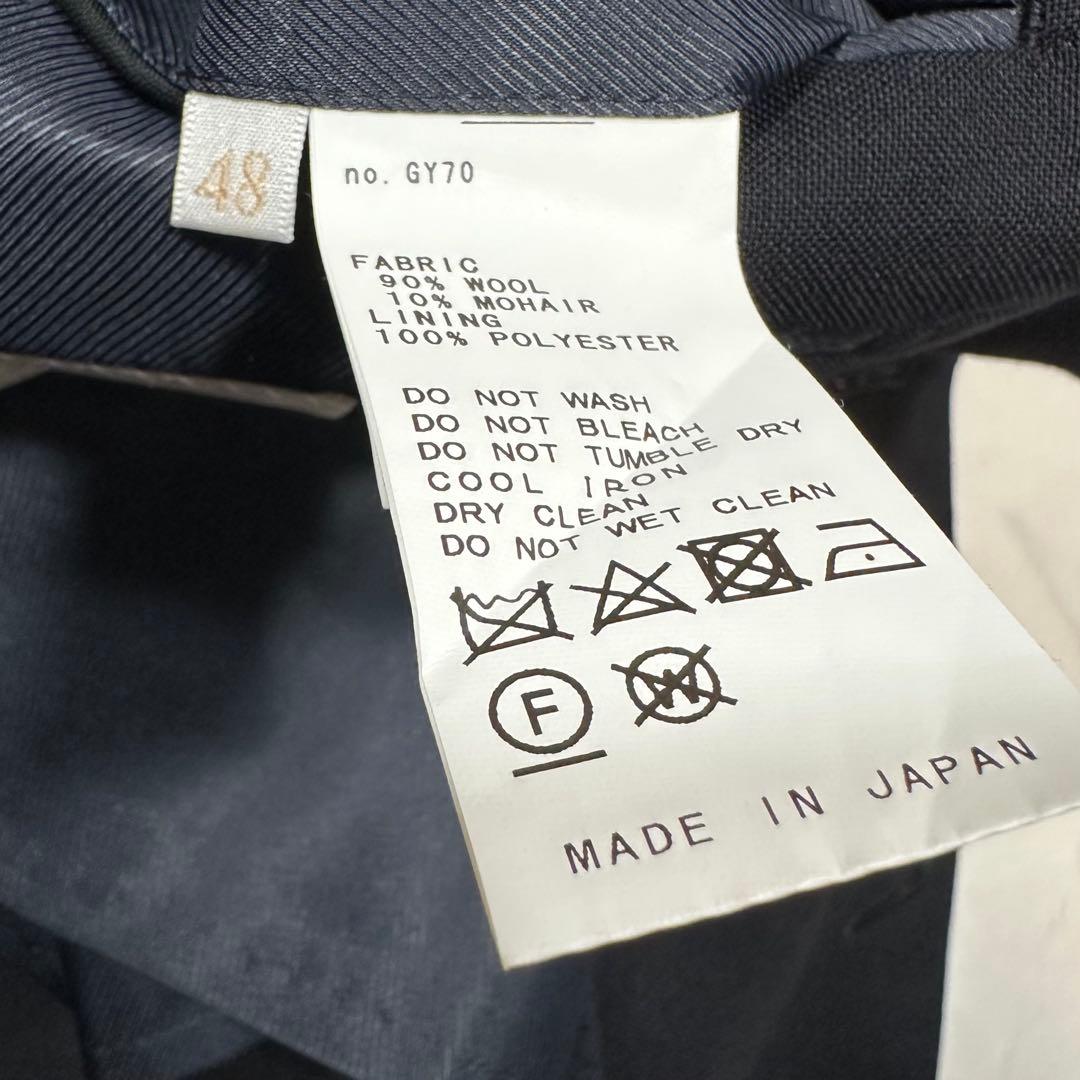 48
no. GY70
FABRIC
90% WOOL
10% MOHAIR
LINING
100% POLYESTER
DO NOT WASH
DO NOT BLEACH
DO NOT TUMBLE DRY
COOL IRON
DRY CLEAN
DO NOT WET CLEAN
F
W
MADE IN JAPAN